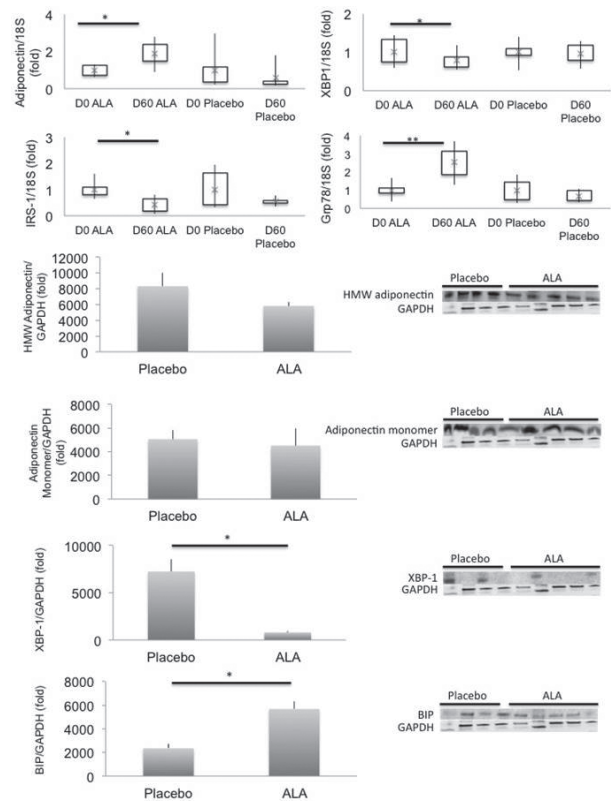 Adiponectin/18S
(fold)
4
2
0
*
D0 ALA
D60 ALA
D0 Placebo
D60
Placebo
XBP1/18S (fold)
2
1
0
*
D0 ALA
D60 ALA
D0 Placebo
D60
Placebo
IRS-1/18S (fold)
3
2
1
0
*
D0 ALA
D60 ALA
D0 Placebo
D60
Placebo
Grp78/18S (fold)
4
3
2
1
0
**
D0 ALA
D60 ALA
D0 Placebo
D60
Placebo
HMW Adiponectin/
GAPDH (fold)
12000
10000
8000
6000
4000
2000
0
Placebo
ALA
Placebo
ALA
HMW adiponectin
GAPDH
Adiponectin
Monomer/GAPDH
(fold)
8000
6000
4000
2000
0
Placebo
ALA
Placebo
ALA
Adiponectin monomer
GAPDH
XBP-1/GAPDH (fold)
10000
5000
0
*
Placebo
ALA
Placebo
ALA
XBP-1
GAPDH
BIP/GAPDH (fold)
8000
6000
4000
2000
0
*
Placebo
ALA
Placebo
ALA
BIP
GAPDH